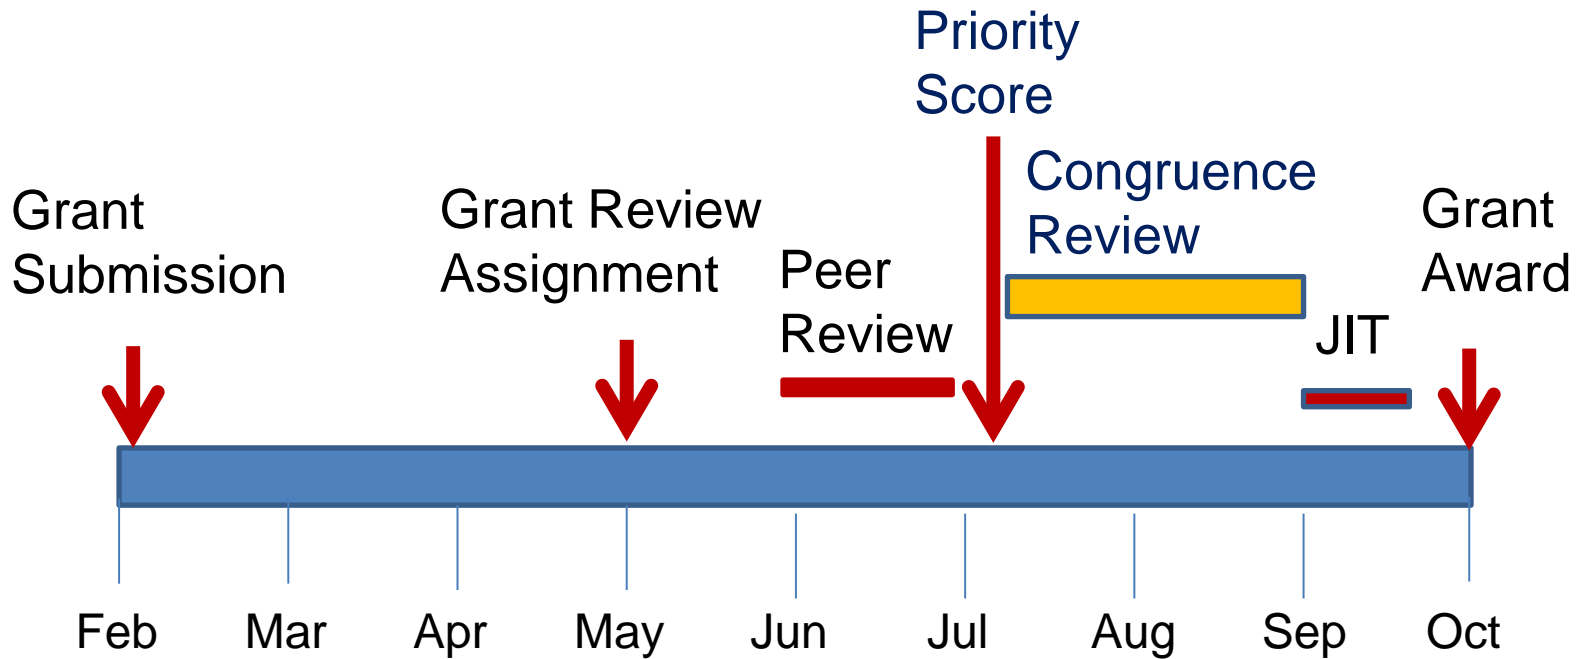 Grant
Submission
Grant Review
Assignment
Peer
Review
Priority
Score
Congruence
Review
JIT
Grant
Award
Feb
Mar
Apr
May
Jun
Jul
Aug
Sep
Oct